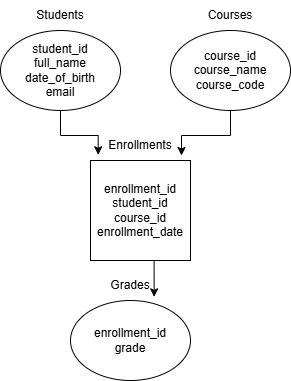 Students
Courses
student_id
full_name
date_of_birth
email
course_id
course_name
course_code
Enrollments
enrollment_id
student_id
course_id
enrollment_date
Grades
enrollment_id
grade